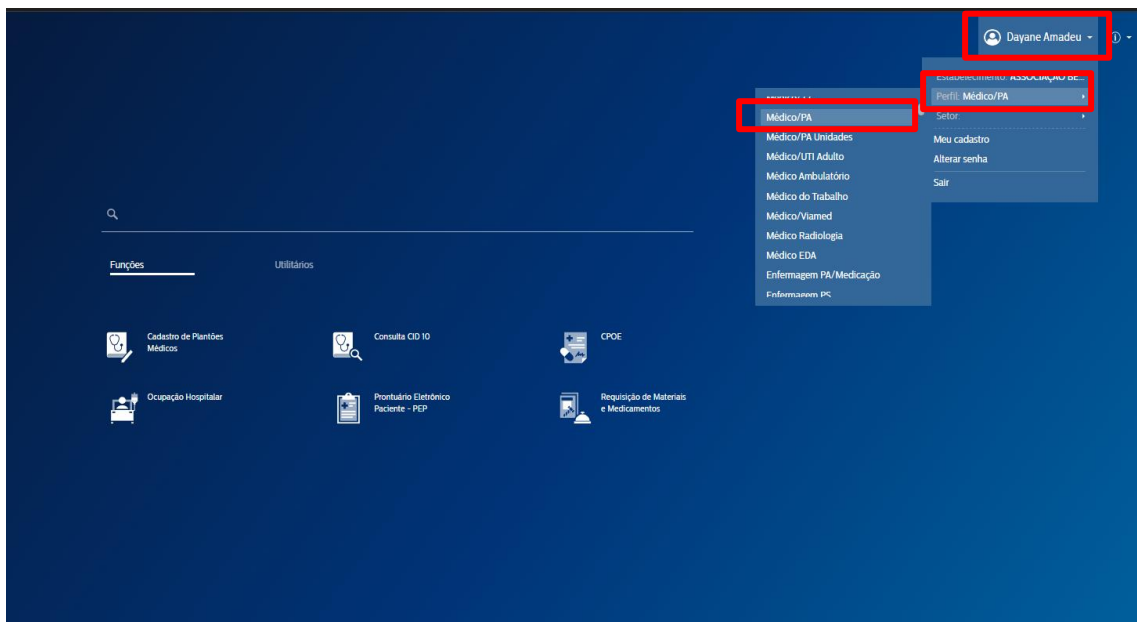 Dayane Amadeu
Estabelecimento: ASSOCIAÇÃO BE...
Perfil: Médico/PA
Setor:
Meu cadastro
Alterar senha
Sair
Médico/PA
Médico/PA Unidades
Médico/UTI Adulto
Médico Ambulatório
Médico do Trabalho
Médico/Viamed
Médico Radiologia
Médico EDA
Enfermagem PA/Medicação
Enfermagem PS
Funções
Utilitários
Cadastro de Plantões
Médicos
Consulta CID 10
CPOE
Ocupação Hospitalar
Prontuário Eletrônico
Paciente - PEP
Requisição de Materiais
e Medicamentos